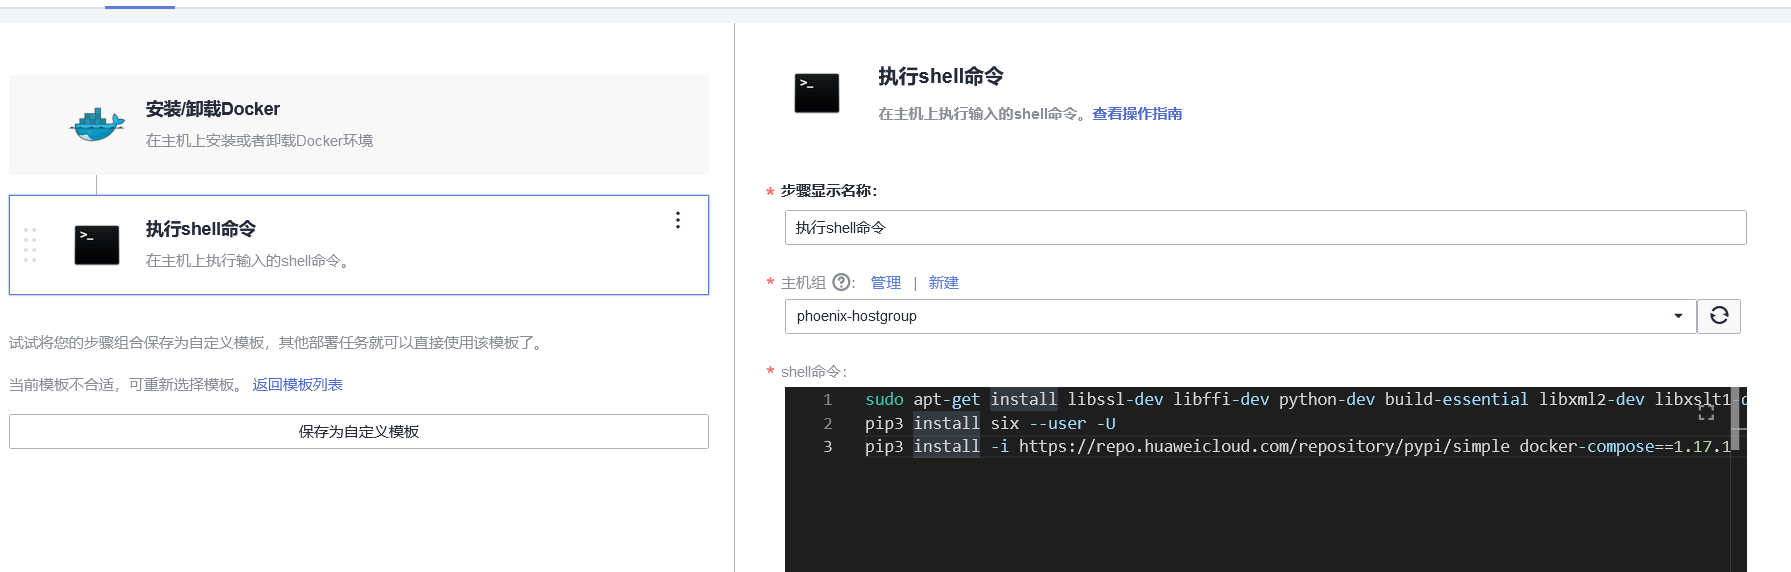 安装/卸载Docker
在主机上安装或者卸载Docker环境
>_
执行shell命令
在主机上执行输入的shell命令。
试试将您的步骤组合保存为自定义模板，其他部署任务就可以直接使用该模板了。
当前模板不合适，可重新选择模板。 返回模板列表
保存为自定义模板
>_
执行shell命令
在主机上执行输入的shell命令。查看操作指南
* 步骤显示名称：
执行shell命令
* 主机组 ?： 管理 | 新建
phoenix-hostgroup
* shell命令：
1 sudo apt-get install libssl-dev libffi-dev python-dev build-essential libxml2-dev libxslt1-d
2 pip3 install six --user -U
3 pip3 install -i https://repo.huaweicloud.com/repository/pypi/simple docker-compose==1.17.1